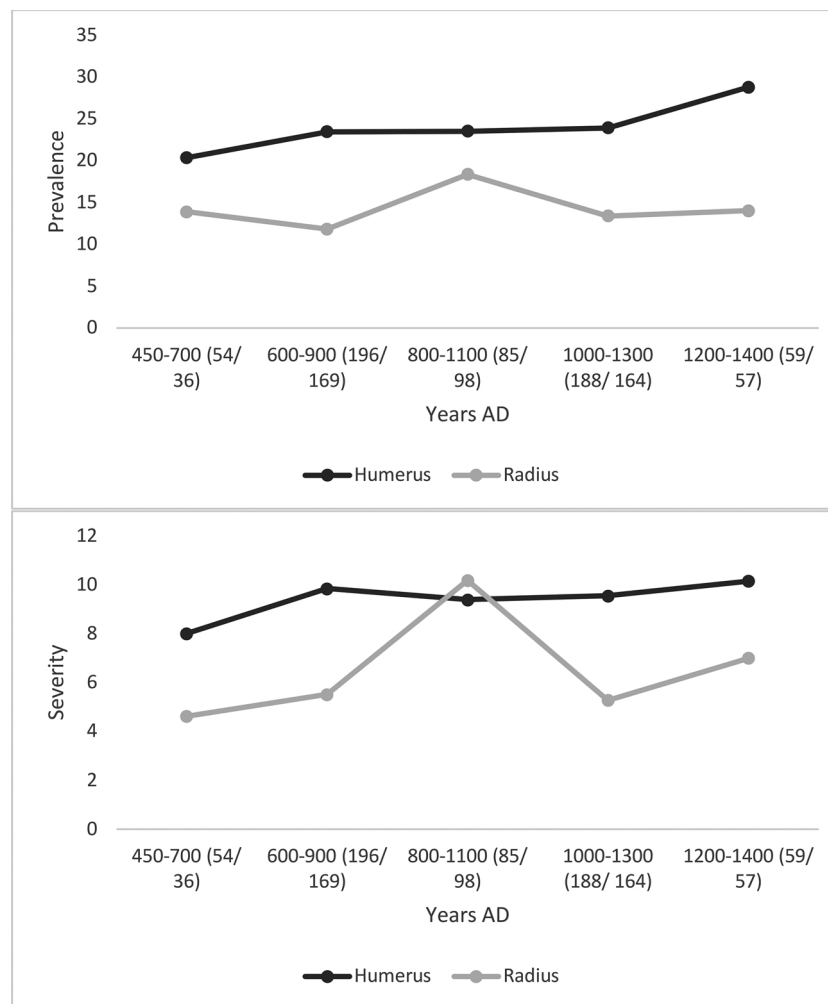 35
30
25
20
15
10
5
0
Prevalence
450-700 (54/ 600-900 (196/ 800-1100 (85/ 1000-1300 1200-1400 (59/
36) 169) 98) (188/ 164) 57)
Years AD
Humerus Radius
12
10
8
6
4
2
0
Severity
450-700 (54/ 600-900 (196/ 800-1100 (85/ 1000-1300 1200-1400 (59/
36) 169) 98) (188/ 164) 57)
Years AD
Humerus Radius